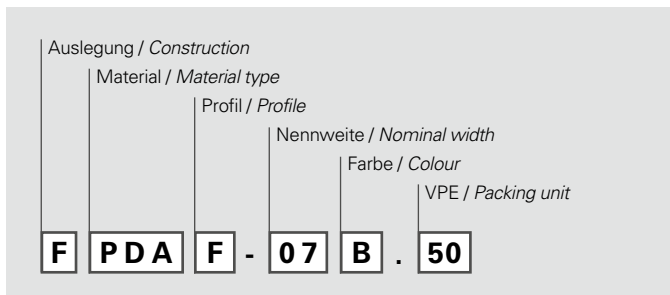 Auslegung / Construction
Material / Material type
Profil / Profile
Nennweite / Nominal width
Farbe / Colour
VPE / Packing unit
F PDA F - 07 B . 50